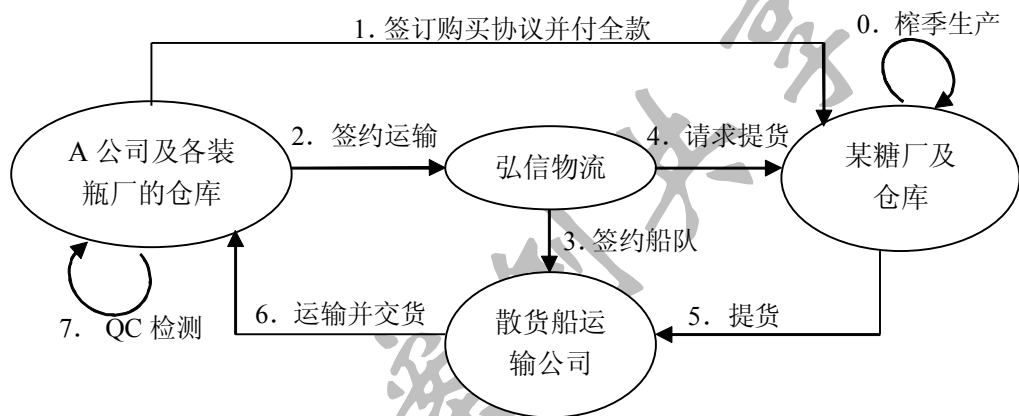 1. 签订购买协议并付全款
0. 榨季生产
A 公司及各装
瓶厂的仓库
2. 签约运输
弘信物流
4. 请求提货
某糖厂及
仓库
3. 签约船队
7. QC 检测
6. 运输并交货
散货船运
输公司
5. 提货